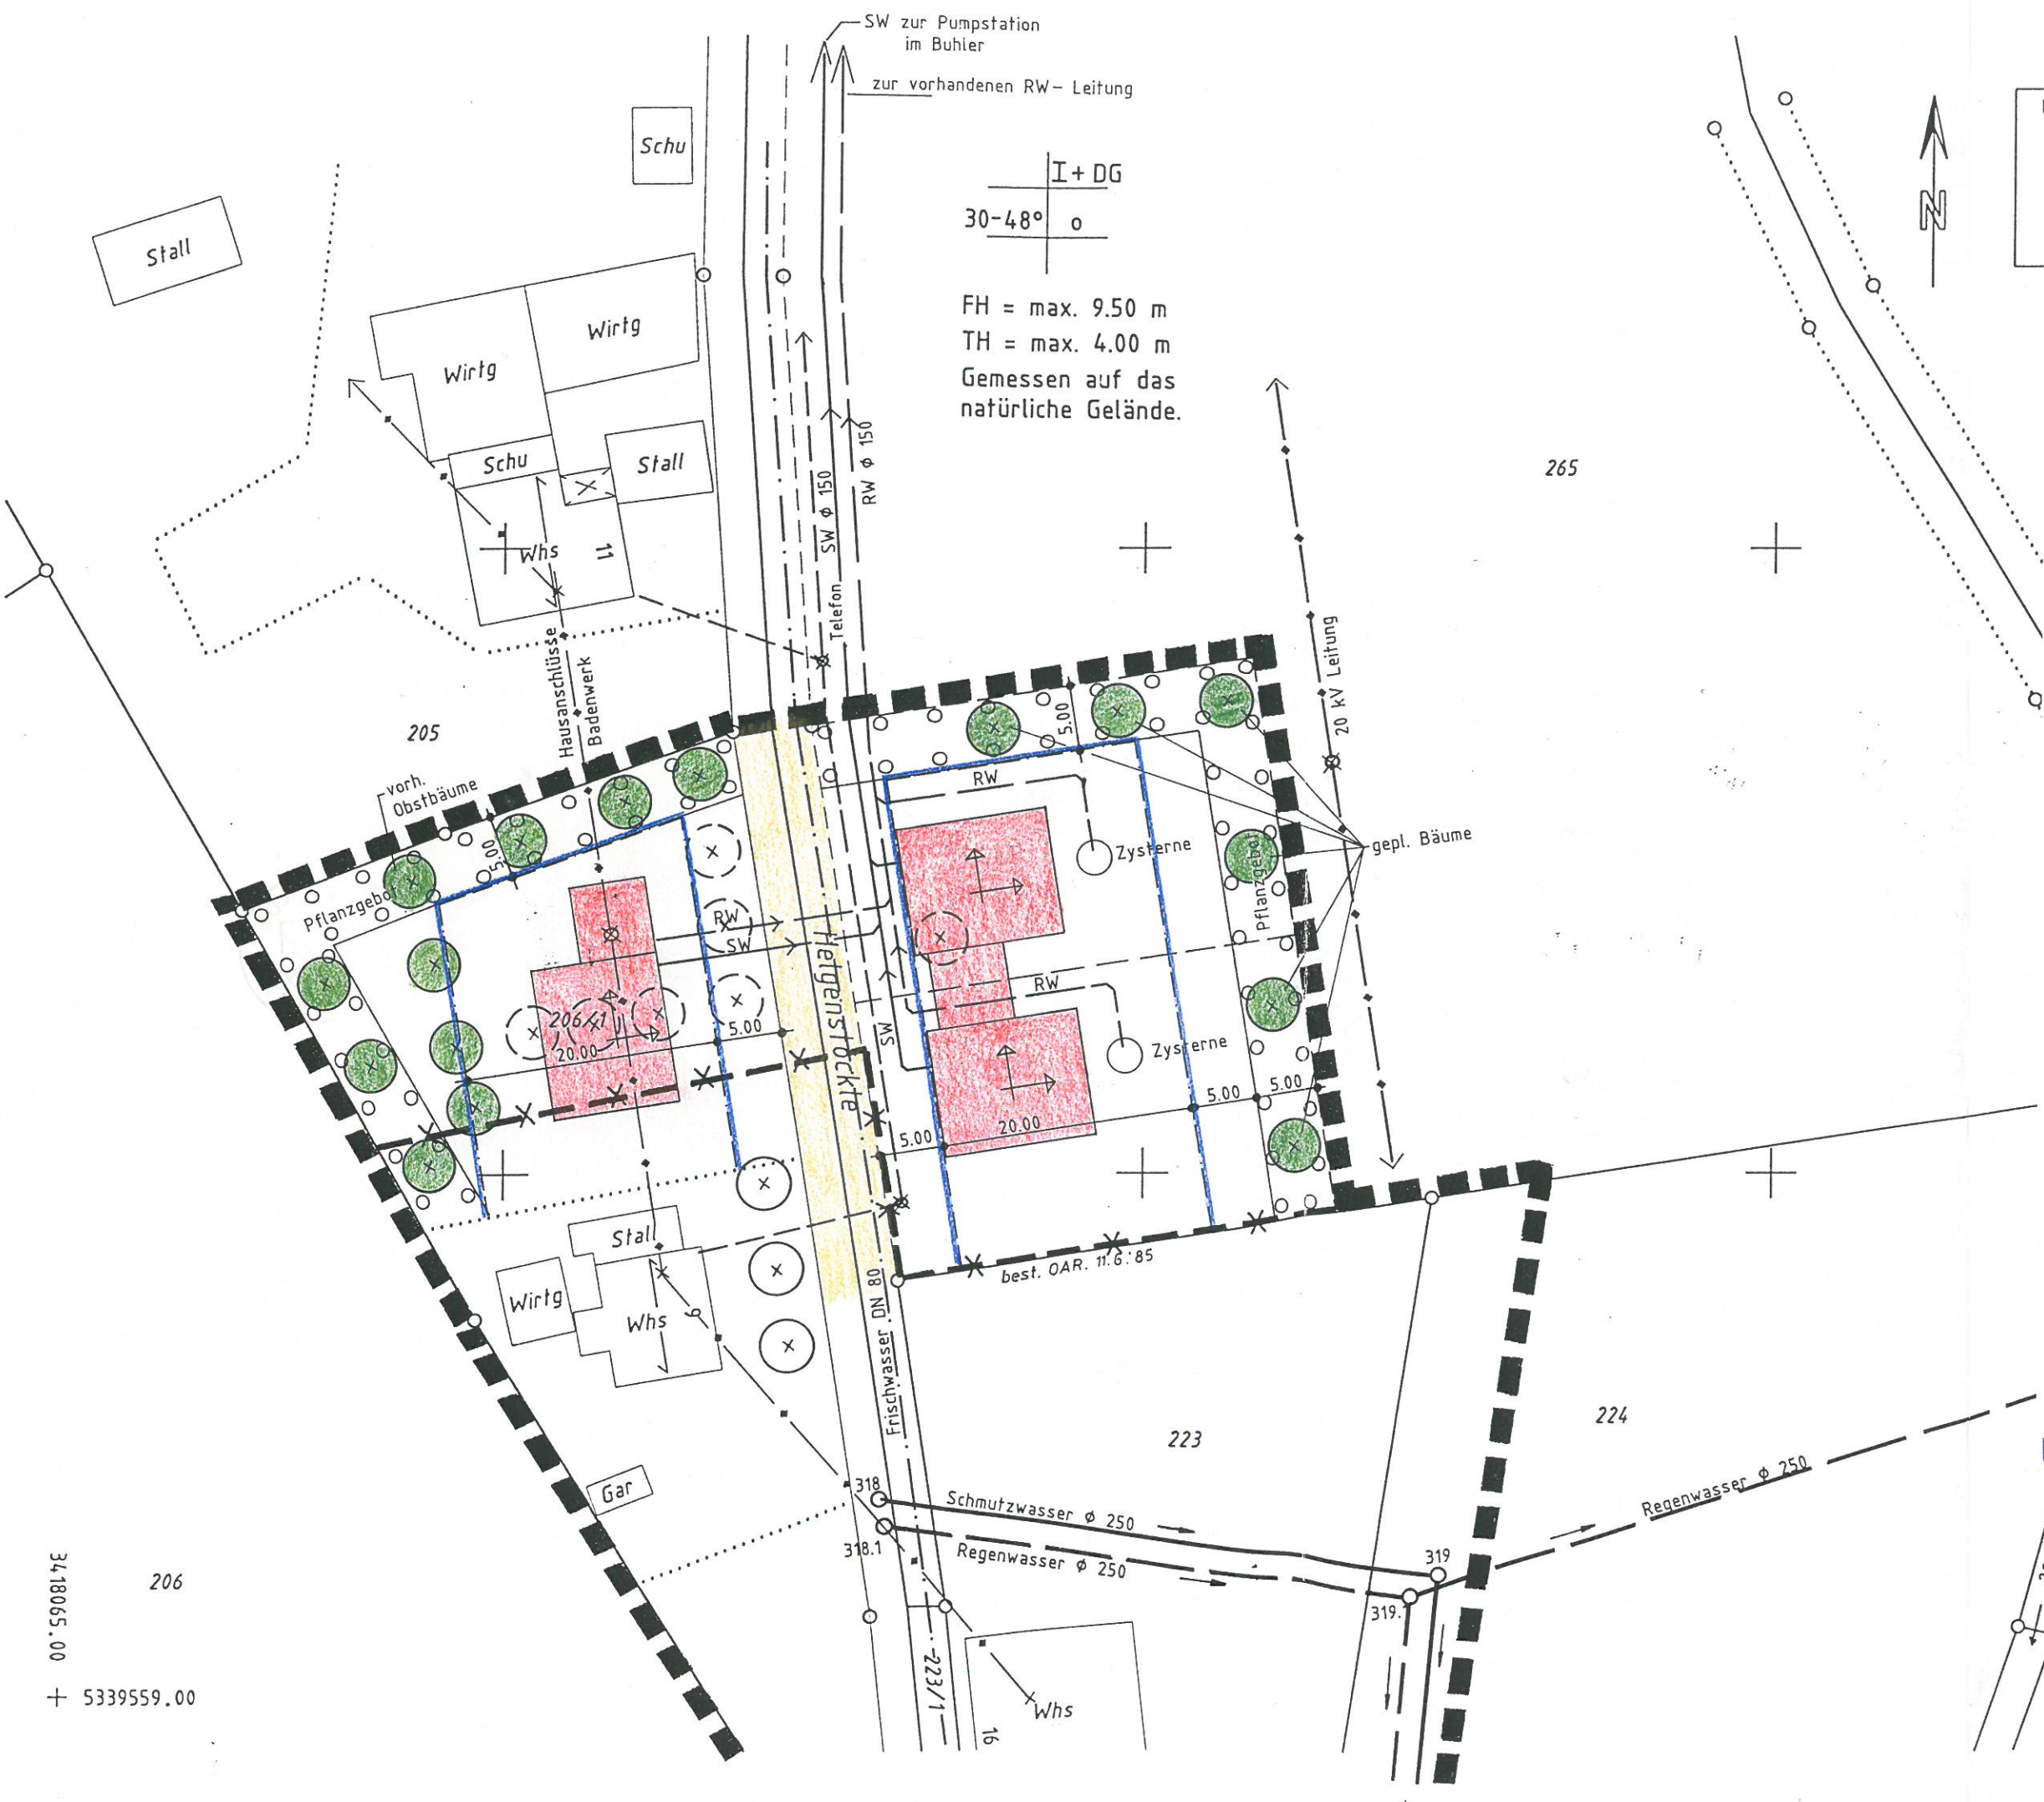 SW zur Pumpstation
im Buhler
zur vorhandenen RW- Leitung
Schu
I + DG
30-48° o
N
Stall
Wirtg
Wirtg
FH = max. 9.50 m
TH = max. 4.00 m
Gemessen auf das
natürliche Gelände.
Schu
Stall
SW ϕ 150
RW ϕ 150
265
Whs
11
Telefon
Hausanschlüsse
Badenwerk
20 kV Leitung
205
vorh.
Obstbäume
5.00
5.00
RW
Zysterne
gepl. Bäume
Pflanzgebot
Pflanzgebot
RW
SW
Hetgenstöckte
206/1
20.00
5.00
RW
SW
Zysterne
5.00
20.00
5.00
5.00
best. OAR. 11.6.'85
Stall
Wirtg
Whs
9
Frischwasser DN 80
223
224
Gar
318
318.1
Schmutzwasser ϕ 250
Regenwasser ϕ 250
Regenwasser ϕ 250
319
319.
206
3418065.00
5339559.00
223/1
16
Whs